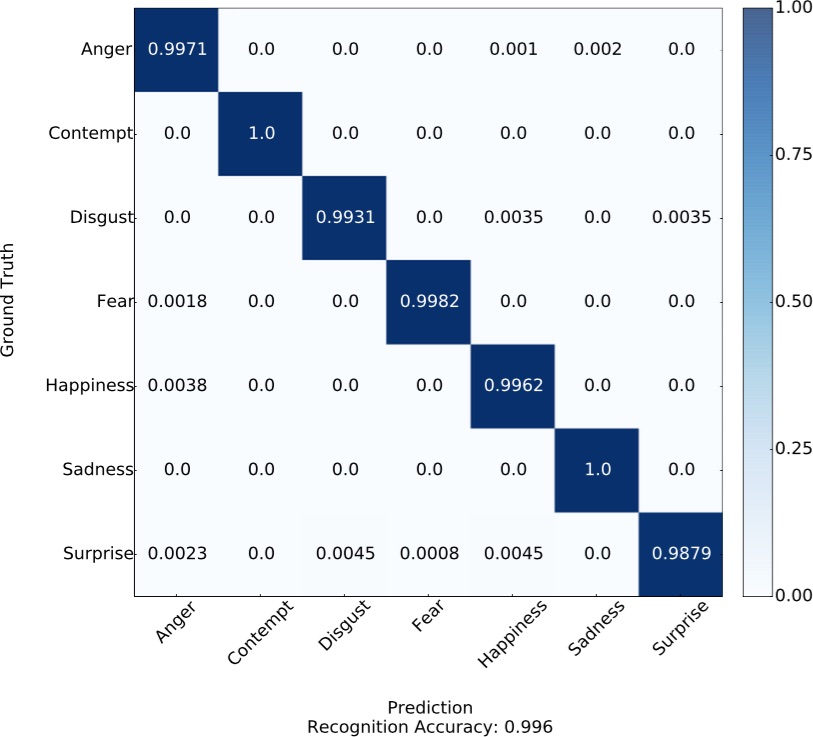 Ground Truth
Anger 0.9971 0.0 0.0 0.0 0.001 0.002 0.0
Contempt 0.0 1.0 0.0 0.0 0.0 0.0 0.0
Disgust 0.0 0.0 0.9931 0.0 0.0035 0.0 0.0035
Fear 0.0018 0.0 0.0 0.9982 0.0 0.0 0.0
Happiness 0.0038 0.0 0.0 0.0 0.9962 0.0 0.0
Sadness 0.0 0.0 0.0 0.0 0.0 1.0 0.0
Surprise 0.0023 0.0 0.0045 0.0008 0.0045 0.0 0.9879
Anger Contempt Disgust Fear Happiness Sadness Surprise
1.00
0.75
0.50
0.25
0.00
Prediction
Recognition Accuracy: 0.996